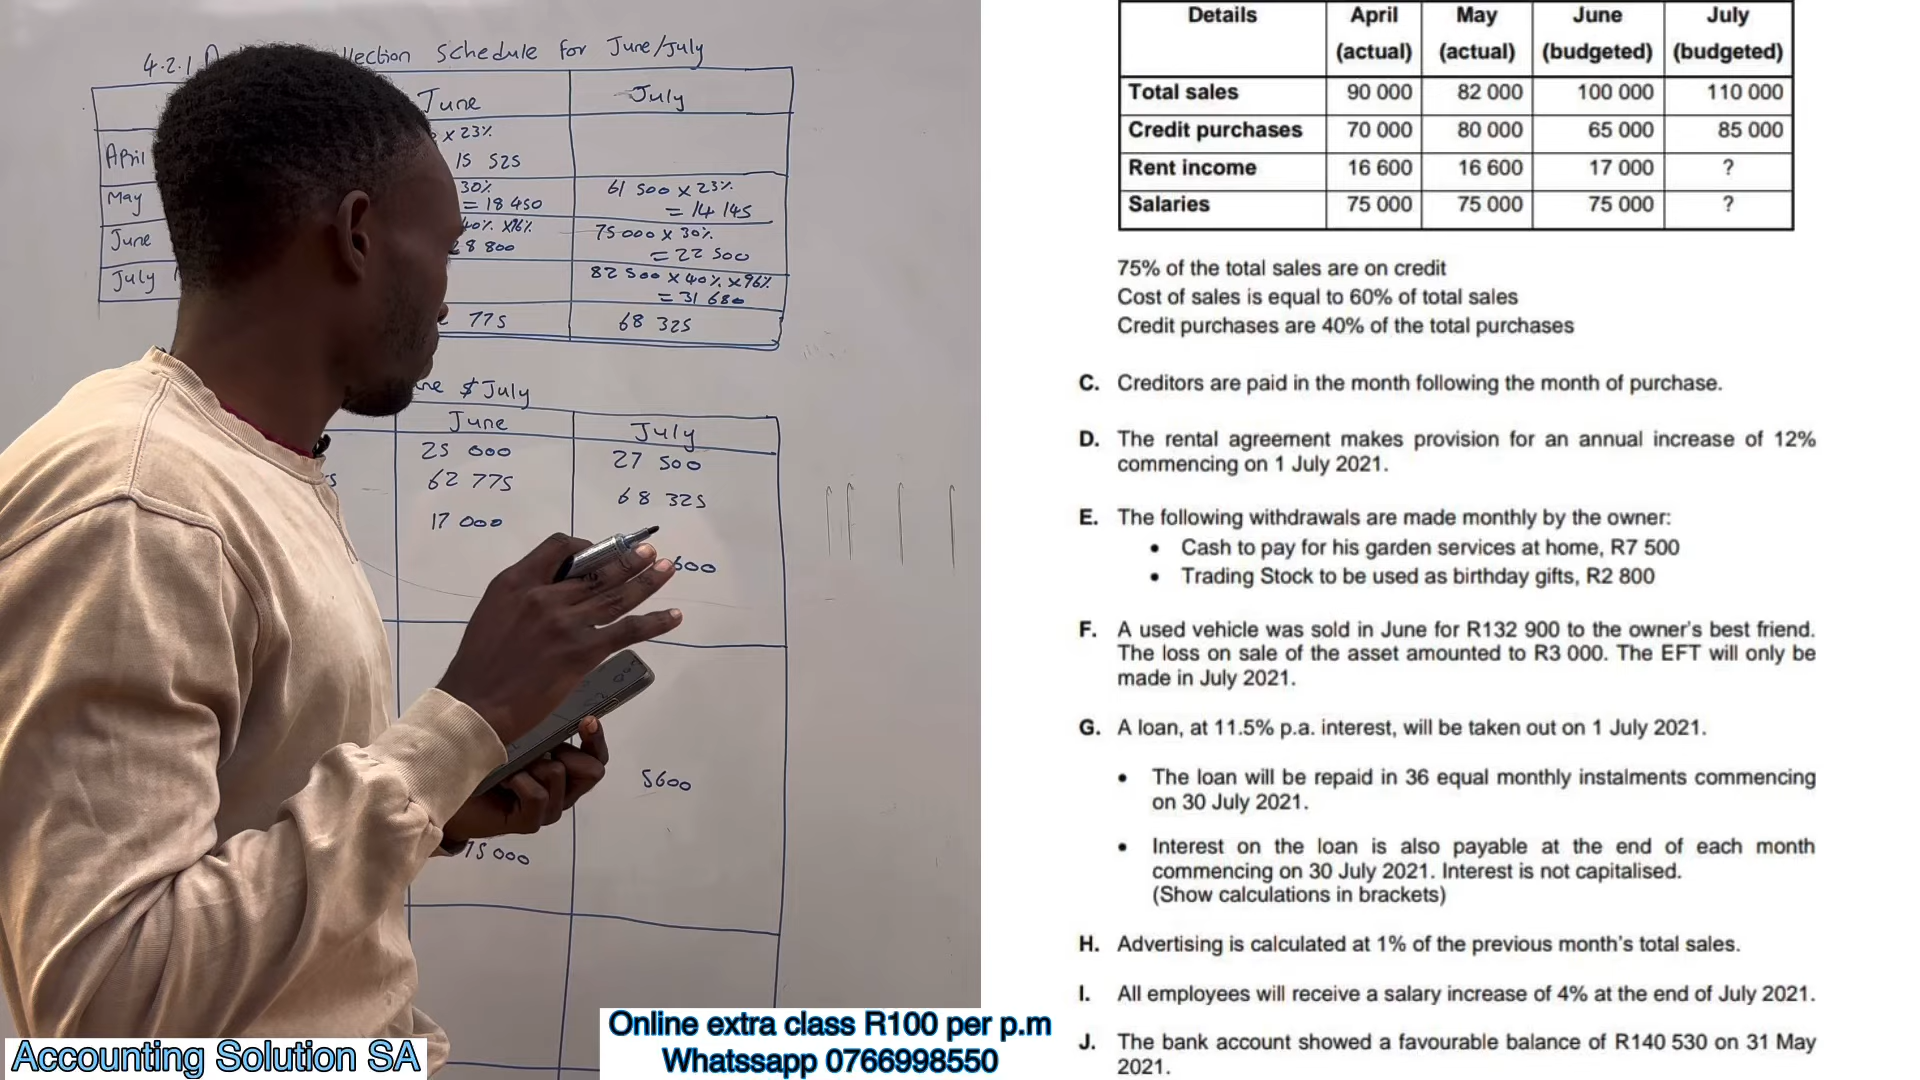 4.2.1 lection Schedule for June/July
June July
x 23%
April 15 525
May 30% 61 500 x 23%
= 18 450 = 14 145
June 40% x 96% 75 000 x 30%
28 800 = 22 500
July 82 500 x 40% x 96%
= 31 680
775 68 325
ne & July
June July
25 000 27 500
62 775 68 325
17 000
600
5600
75 000
Details April May June July
(actual) (actual) (budgeted) (budgeted)
Total sales 90 000 82 000 100 000 110 000
Credit purchases 70 000 80 000 65 000 85 000
Rent income 16 600 16 600 17 000 ?
Salaries 75 000 75 000 75 000 ?
75% of the total sales are on credit
Cost of sales is equal to 60% of total sales
Credit purchases are 40% of the total purchases
C. Creditors are paid in the month following the month of purchase.
D. The rental agreement makes provision for an annual increase of 12%
commencing on 1 July 2021.
E. The following withdrawals are made monthly by the owner:
• Cash to pay for his garden services at home, R7 500
• Trading Stock to be used as birthday gifts, R2 800
F. A used vehicle was sold in June for R132 900 to the owner's best friend.
The loss on sale of the asset amounted to R3 000. The EFT will only be
made in July 2021.
G. A loan, at 11.5% p.a. interest, will be taken out on 1 July 2021.
• The loan will be repaid in 36 equal monthly instalments commencing
on 30 July 2021.
• Interest on the loan is also payable at the end of each month
commencing on 30 July 2021. Interest is not capitalised.
(Show calculations in brackets)
H. Advertising is calculated at 1% of the previous month's total sales.
I. All employees will receive a salary increase of 4% at the end of July 2021.
J. The bank account showed a favourable balance of R140 530 on 31 May
2021.
Online extra class R100 per p.m
Whatssapp 0766998550
Accounting Solution SA